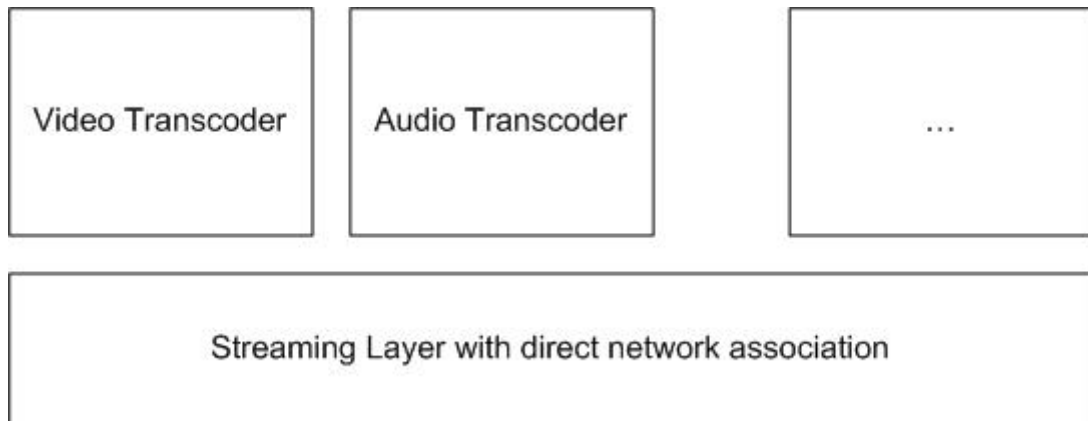 Video Transcoder
Audio Transcoder
...
Streaming Layer with direct network association